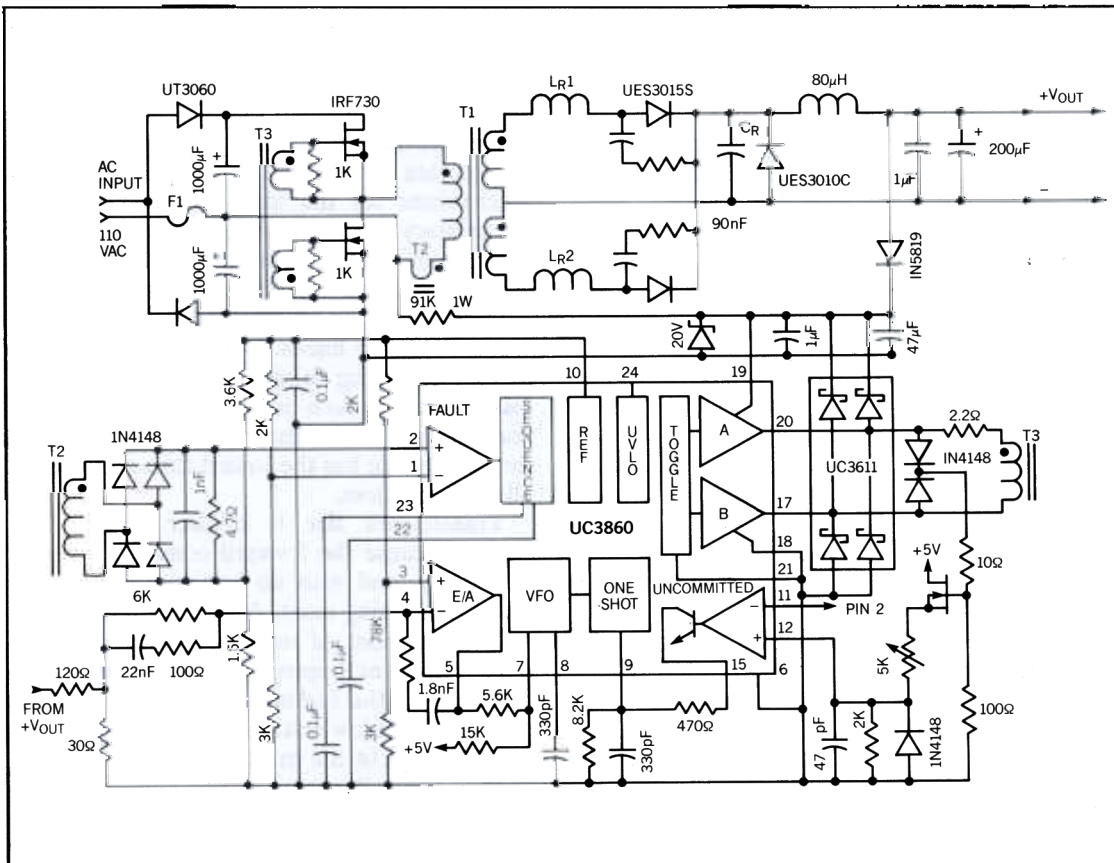 UT3060
IRF730
T3
1K
1K
1000µF
+
1000µF
+
AC
INPUT
F1
110
VAC
T1
T2
91K
1W
LR1
LR2
UES3015S
CR
90nF
UES3010C
80µH
+VOUT
1µF
+
200µF
−
IN5819
47µF
1µF
20V
19
3.6K
2K
0.1µF
2K
10
24
FAULT
2
+
1
−
REF
UVLO
TOGGLE
A
20
B
17
18
21
UC3611
2.2Ω
IN4148
T3
T2
1N4148
1nF
4.7Ω
23
22
UC3860
3
+
4
−
E/A
VFO
ONE
SHOT
UNCOMMITTED
−
11
PIN 2
+
12
+5V
10Ω
6K
22nF
100Ω
1.5K
78K
5
1.8nF
5.6K
7
8
9
15
6
5K
120Ω
FROM
+VOUT
30Ω
3K
0.1µF
0.1µF
3K
+5V
15K
330pF
8.2K
330pF
470Ω
47
pF
2K
1N4148
100Ω